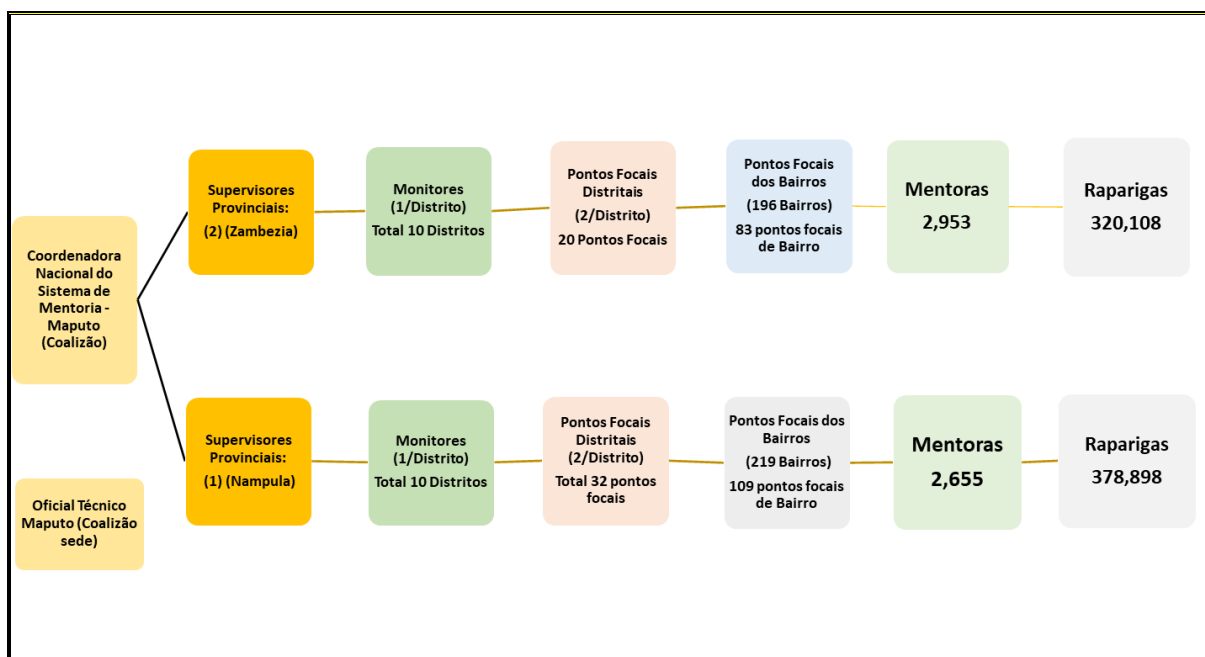 Coordenadora
Nacional do
Sistema de
Mentoria -
Maputo
(Coalizão)
Oficial Técnico
Maputo (Coalizão
sede)
Supervisores
Provinciais:
(2) (Zambezia)
Monitores
(1/Distrito)
Total 10 Distritos
Pontos Focais
Distritais
(2/Distrito)
20 Pontos Focais
Pontos Focais
dos Bairros
(196 Bairros)
83 pontos focais
de Bairro
Mentoras
2,953
Raparigas
320,108
Supervisores
Provinciais:
(1) (Nampula)
Monitores
(1/Distrito)
Total 10 Distritos
Pontos Focais
Distritais
(2/Distrito)
Total 32 pontos
focais
Pontos Focais dos
Bairros
(219 Bairros)
109 pontos focais
de Bairro
Mentoras
2,655
Raparigas
378,898